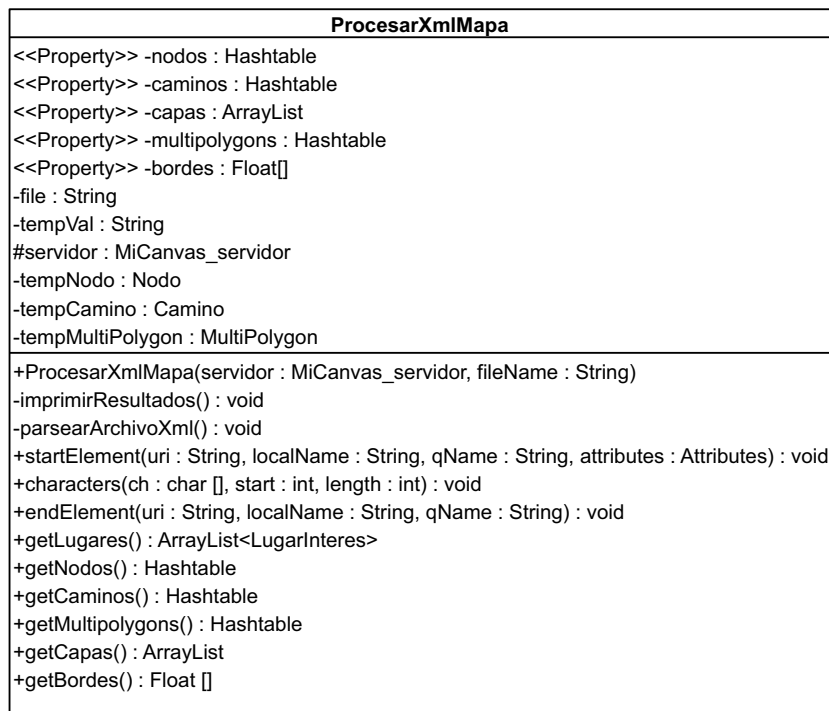 ProcesarXmlMapa
<<Property>> -nodos : Hashtable
<<Property>> -caminos : Hashtable
<<Property>> -capas : ArrayList
<<Property>> -multipolygons : Hashtable
<<Property>> -bordes : Float[]
-file : String
-tempVal : String
#servidor : MiCanvas_servidor
-tempNodo : Nodo
-tempCamino : Camino
-tempMultiPolygon : MultiPolygon
+ProcesarXmlMapa(servidor : MiCanvas_servidor, fileName : String)
-imprimirResultados() : void
-parsearArchivoXml() : void
+startElement(uri : String, localName : String, qName : String, attributes : Attributes) : void
+characters(ch : char [], start : int, length : int) : void
+endElement(uri : String, localName : String, qName : String) : void
+getLugares() : ArrayList<LugarInteres>
+getNodos() : Hashtable
+getCaminos() : Hashtable
+getMultipolygons() : Hashtable
+getCapas() : ArrayList
+getBordes() : Float []